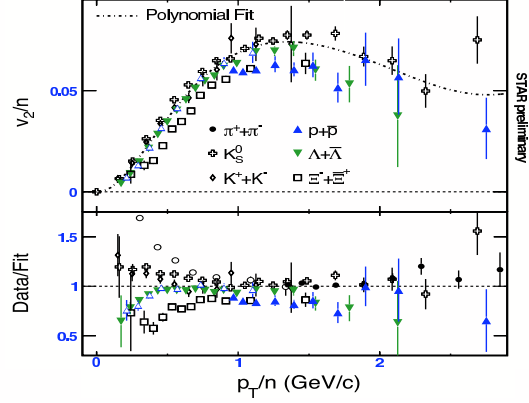 Polynomial Fit
v₂/n
0.05
0
π⁺+π⁻
p+p̅
K⁰S
Λ+Λ̅
K⁺+K⁻
Ξ⁻+Ξ̅⁺
STAR preliminary
Data/Fit
1.5
1
0.5
0
1
2
pT/n (GeV/c)